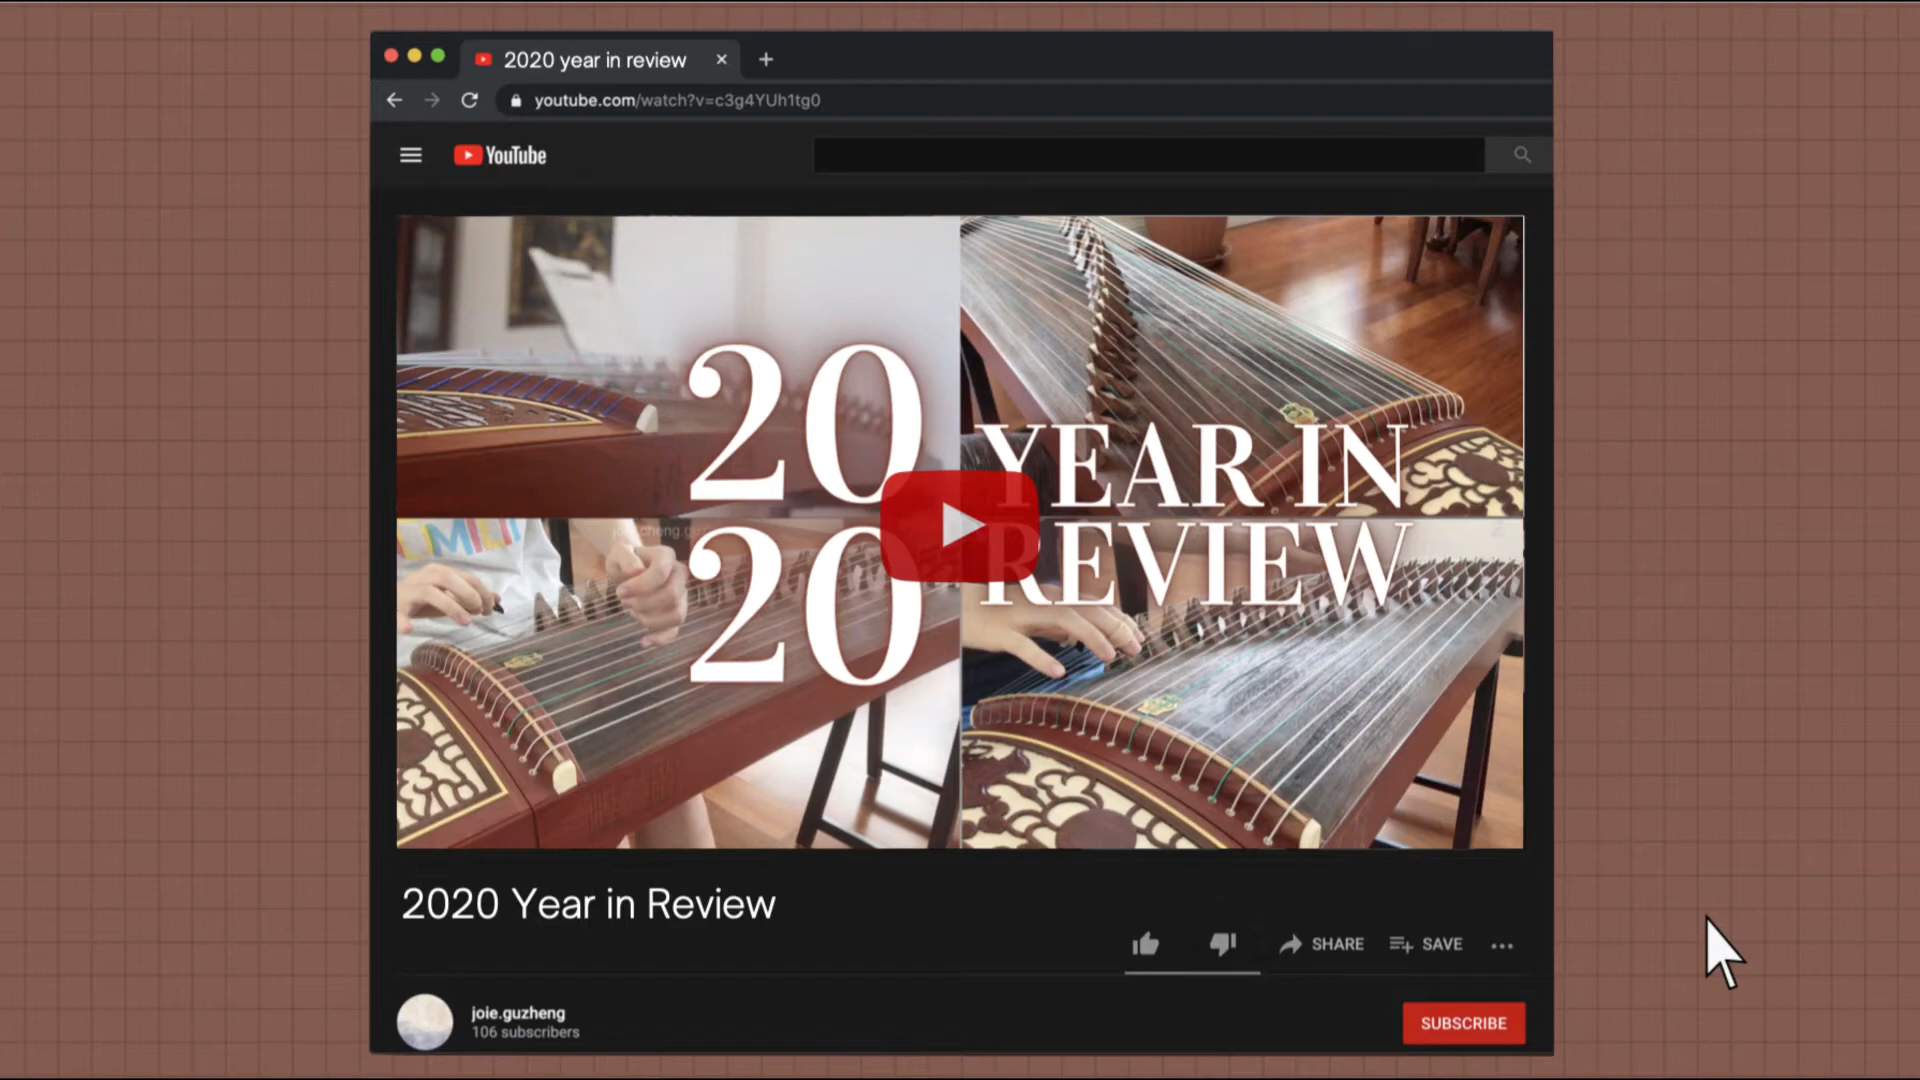 2020 year in review
youtube.com/watch?v=c3g4YUh1tg0
YouTube
20
20
YEAR IN
REVIEW
2020 Year in Review
SHARE
SAVE
joie.guzheng
106 subscribers
SUBSCRIBE